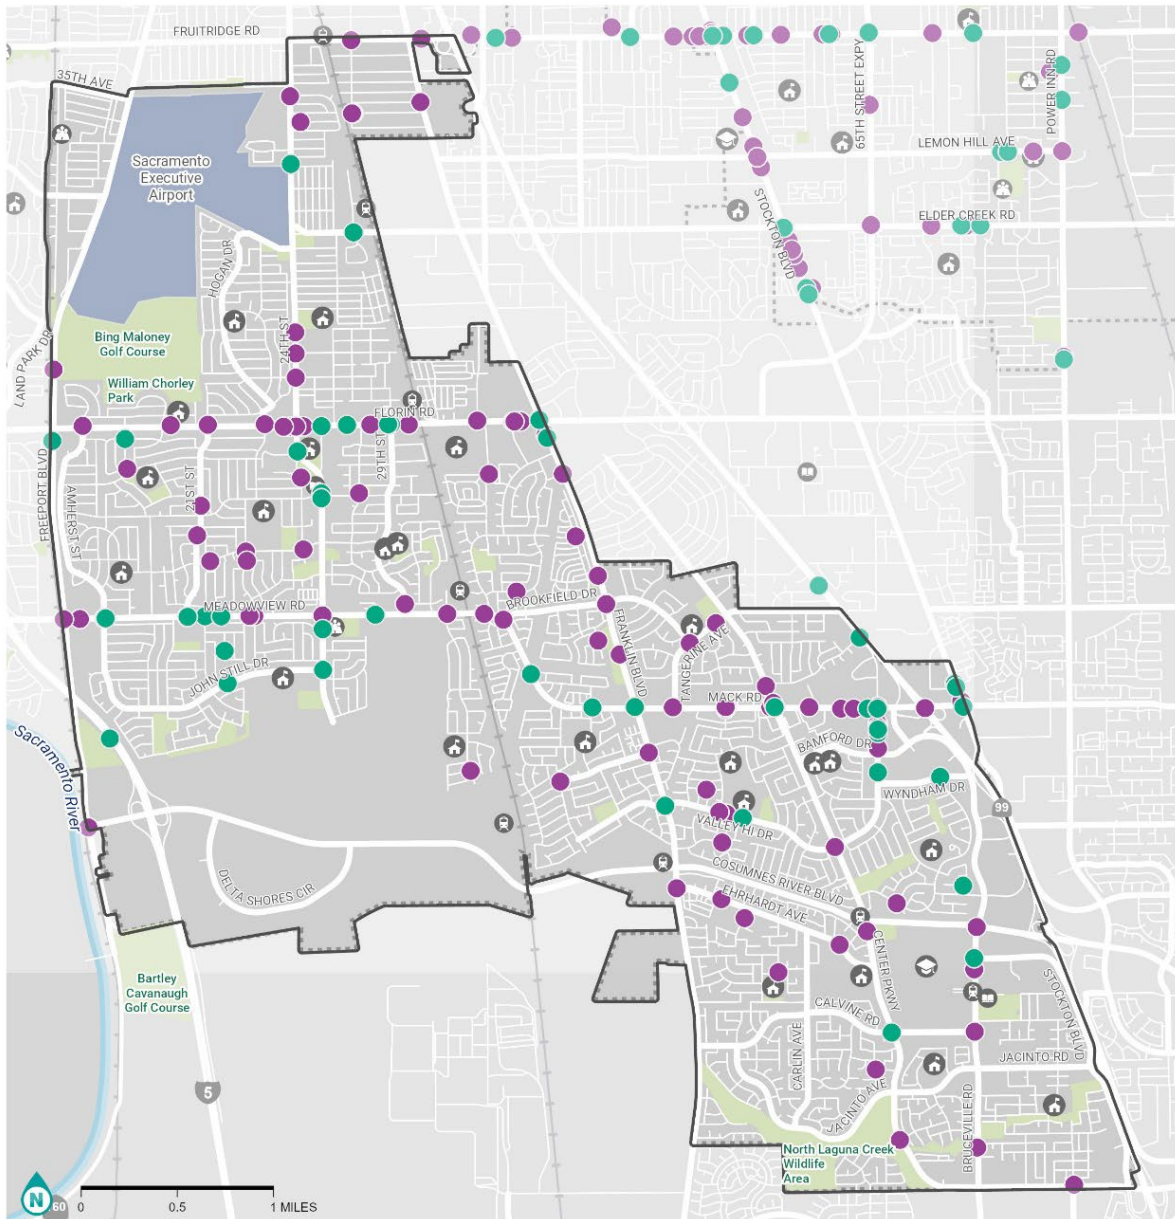 FRUITRIDGE RD
35TH AVE
65TH STREET EXPY
POWER INN RD
LEMON HILL AVE
Sacramento
Executive
Airport
STOCKTON BLVD
ELDER CREEK RD
HOGAN DR
24TH ST
LAND PARK DR
Bing Maloney
Golf Course
William Chorley
Park
FLORIN RD
29TH ST
FREEPORT BLVD
AMHERST ST
21ST ST
MEADOWVIEW RD
BROOKFIELD DR
FRANKLIN BLVD
TANGERINE AVE
JOHN STILL DR
MACK RD
BAMFORD DR
WYNDHAM DR
Sacramento River
99
VALLEY HI DR
COSUMNES RIVER BLVD
DELTA SHORES CIR
EHRHARDT AVE
CENTER PKWY
Bartley
Cavanaugh
Golf Course
STOCKTON BLVD
CALVINE RD
CARLIN AVE
JACINTO RD
JACINTO AVE
5
BRUCEVILLE RD
North Laguna Creek
Wildlife
Area
N
60
0 0.5 1 MILES